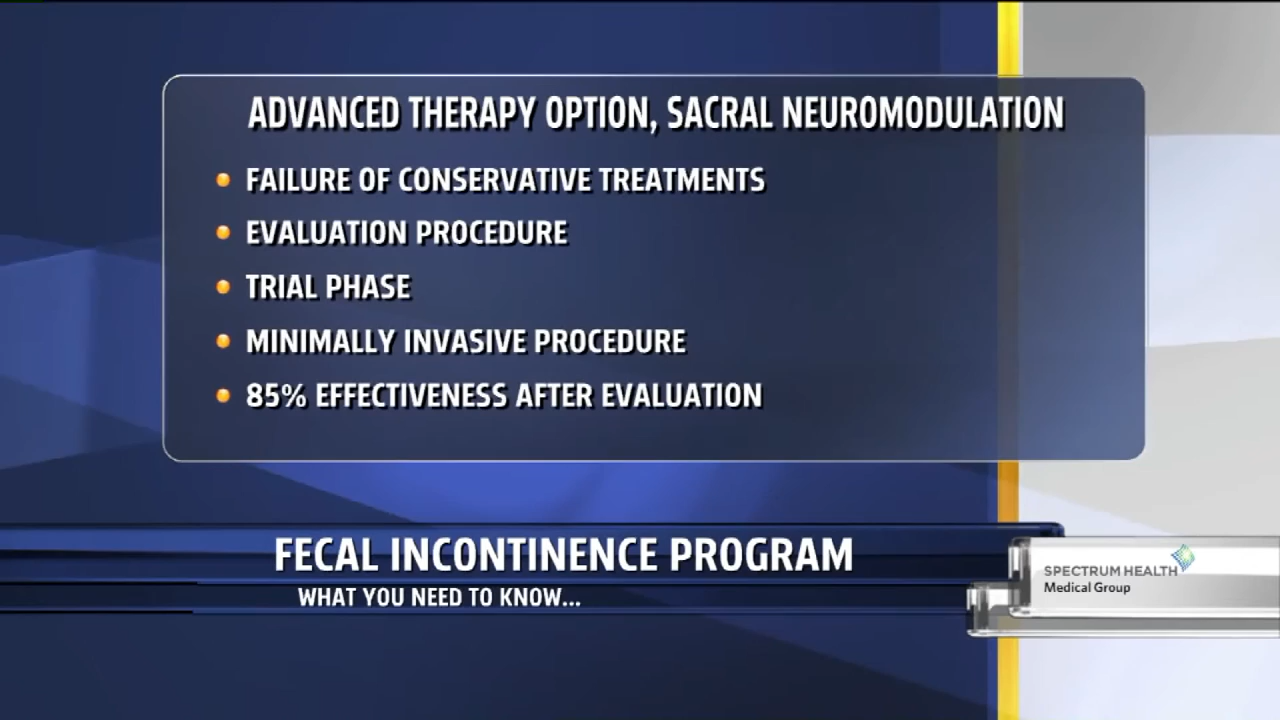 ADVANCED THERAPY OPTION, SACRAL NEUROMODULATION
FAILURE OF CONSERVATIVE TREATMENTS
EVALUATION PROCEDURE
TRIAL PHASE
MINIMALLY INVASIVE PROCEDURE
85% EFFECTIVENESS AFTER EVALUATION
FECAL INCONTINENCE PROGRAM
WHAT YOU NEED TO KNOW...
SPECTRUM HEALTH
Medical Group